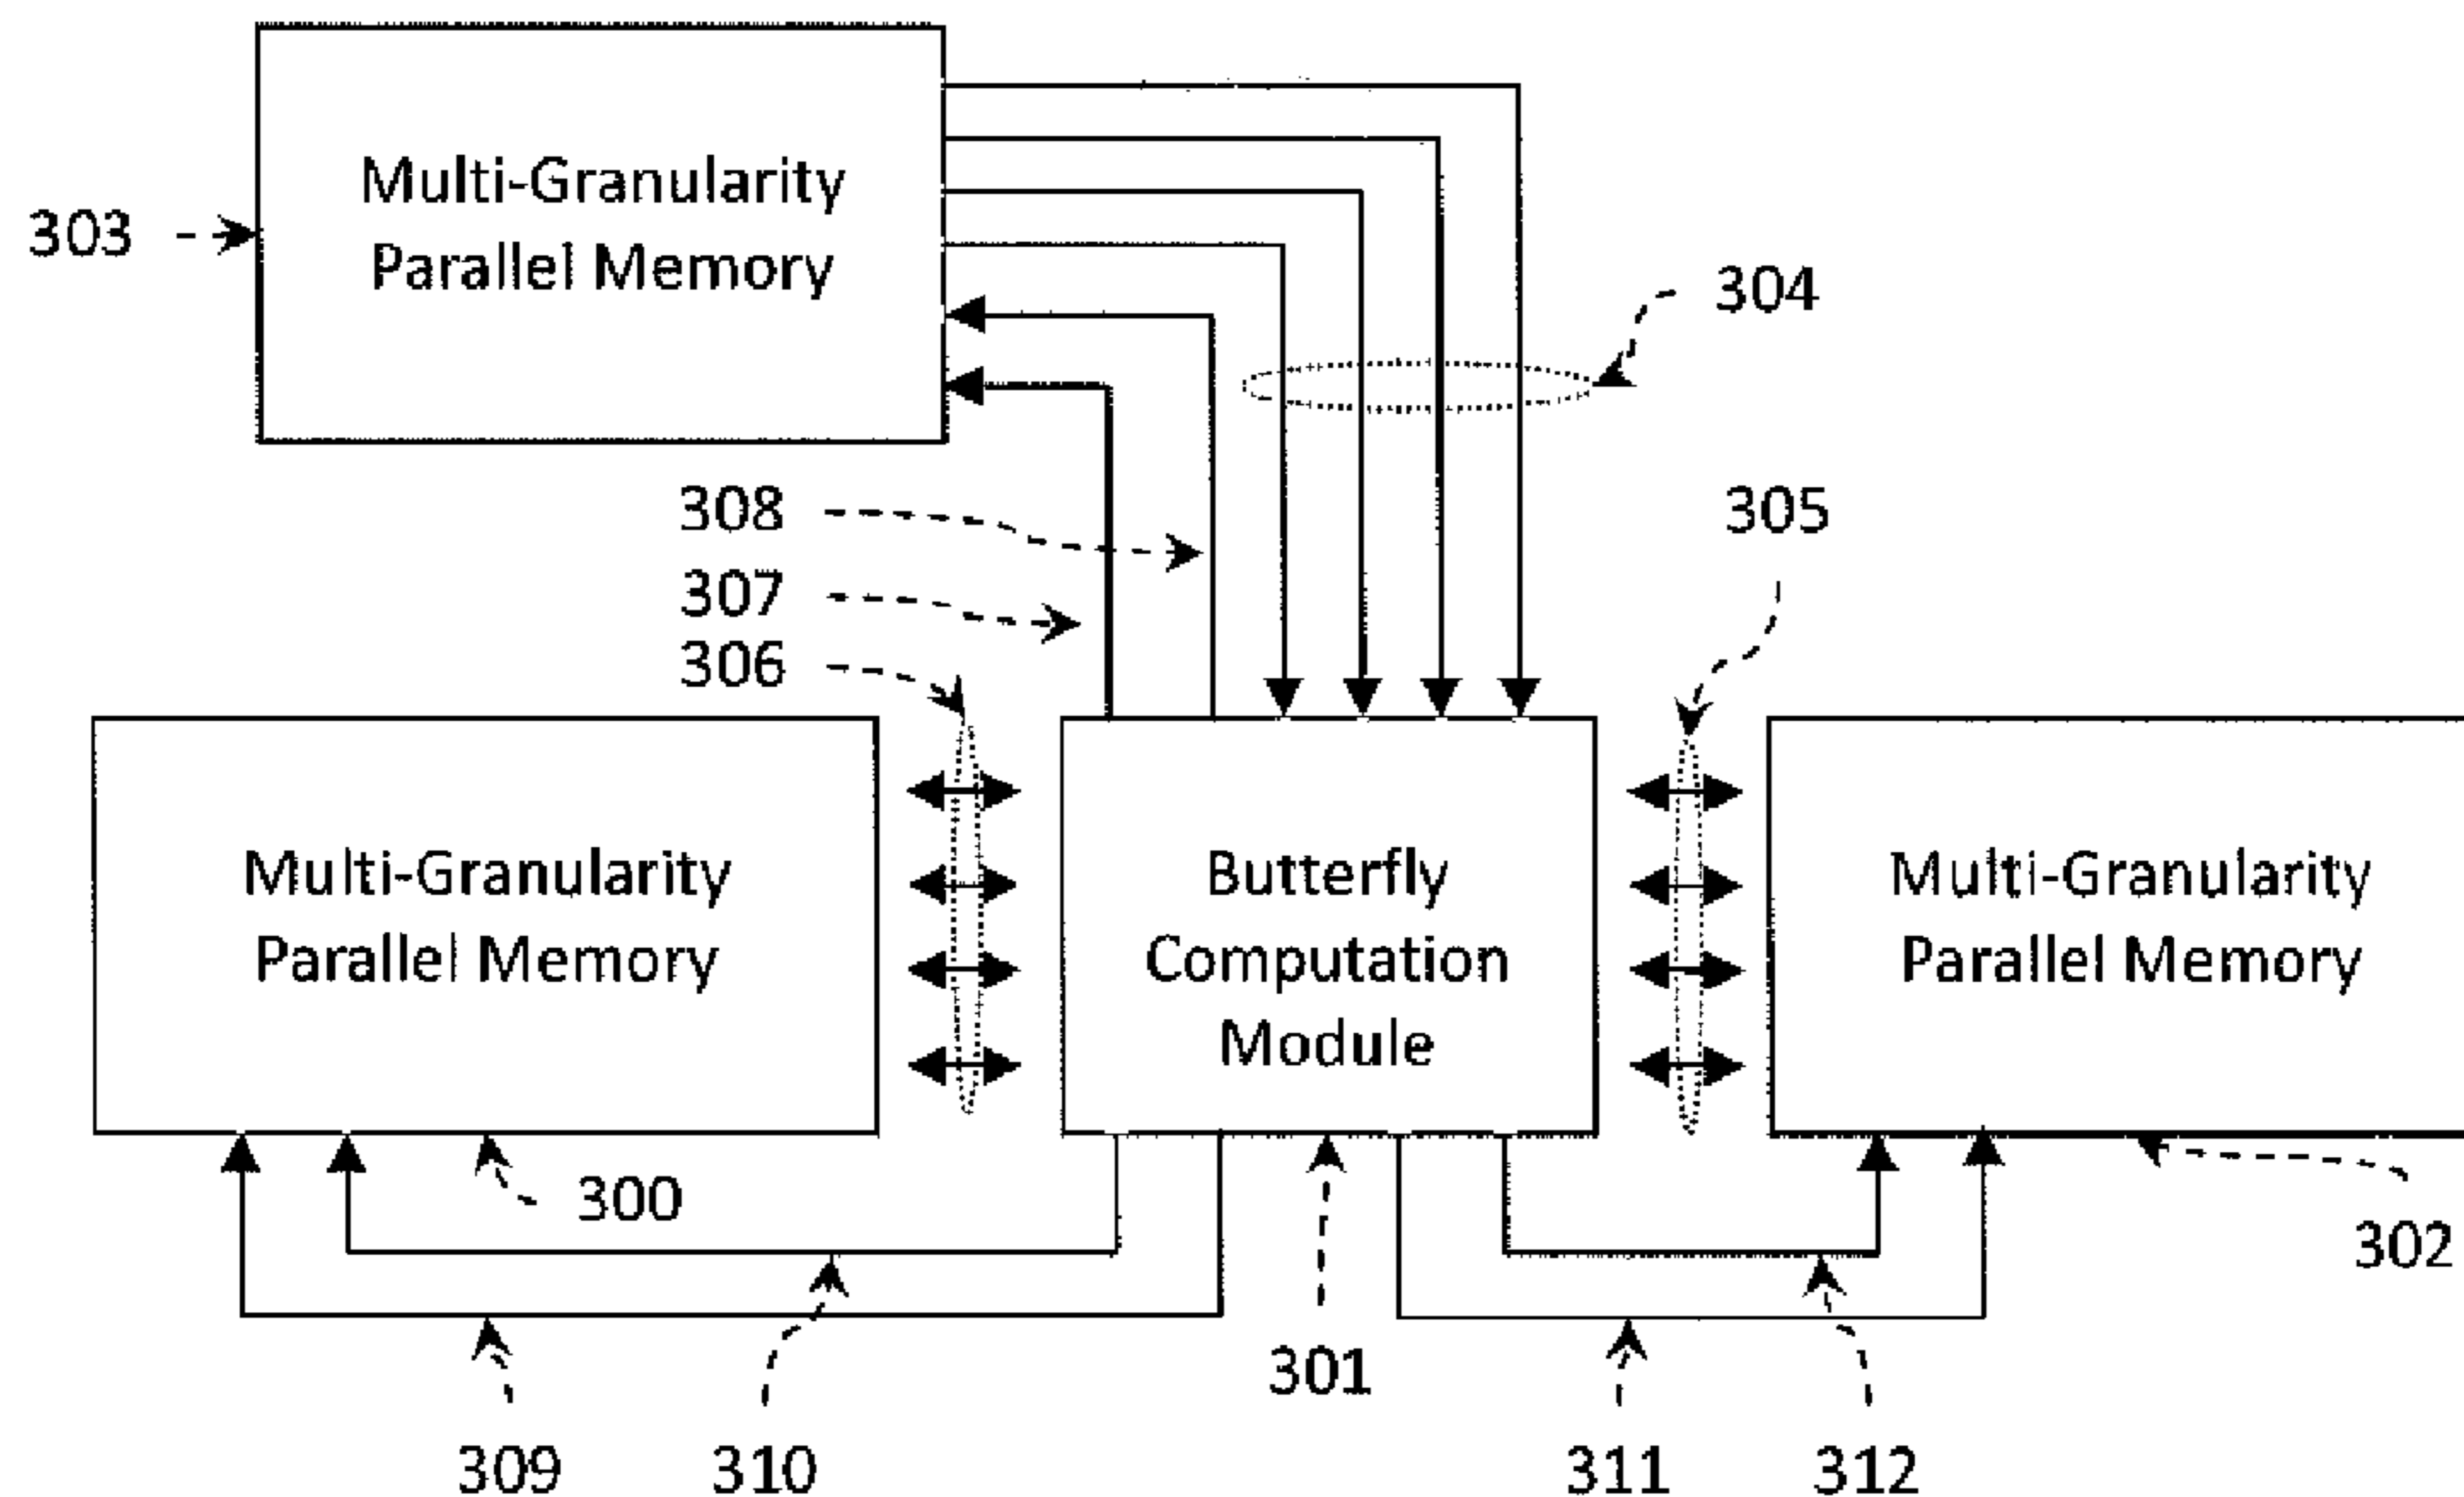 Multi-Granularity
Parallel Memory
303
304
308
305
307
306
Multi-Granularity
Parallel Memory
Butterfly
Computation
Module
Multi-Granularity
Parallel Memory
300
302
301
309
310
311
312